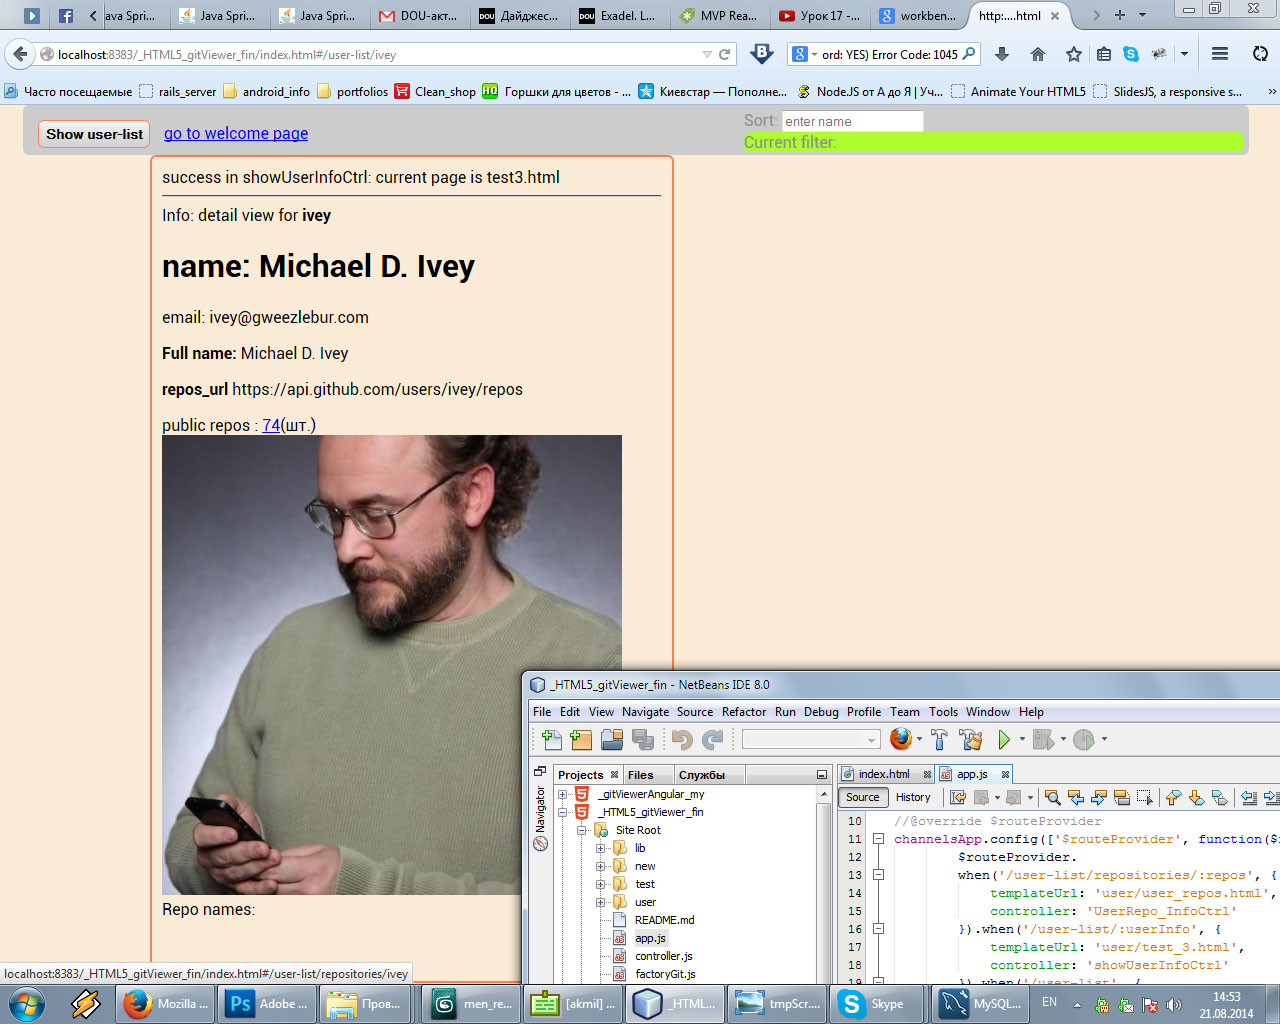 ava Spri...
Java Spri...
Java Spri...
DOU-акт...
Дайджес...
Exadel. L...
MVP Rea...
Урок 17 -...
workben...
http:....html
localhost:8383/_HTML5_gitViewer_fin/index.html#/user-list/ivey
ord: YES) Error Code: 1045
Часто посещаемые
rails_server
android_info
portfolios
Clean_shop
Горшки для цветов - ...
Киевстар — Пополне...
Node.JS от А до Я | Уч...
Animate Your HTML5
SlidesJS, a responsive s...
Show user-list
go to welcome page
Sort: enter name
Current filter:
success in showUserInfoCtrl: current page is test3.html
Info: detail view for ivey
name: Michael D. Ivey
email: ivey@gweezlebur.com
Full name: Michael D. Ivey
repos_url https://api.github.com/users/ivey/repos
public repos : 74(шт.)
Repo names:
localhost:8383/_HTML5_gitViewer_fin/index.html#/user-list/repositories/ivey
_HTML5_gitViewer_fin - NetBeans IDE 8.0
File Edit View Navigate Source Refactor Run Debug Profile Team Tools Window Help
Projects
Files
Службы
Navigator
_gitViewerAngular_my
_HTML5_gitViewer_fin
Site Root
lib
new
test
user
README.md
app.js
controller.js
factoryGit.js
index.html
app.js
Source History
10 //@override $routeProvider
11 channelsApp.config(['$routeProvider', function($
12 $routeProvider.
13 when('/user-list/repositories/:repos', {
14 templateUrl: 'user/user_repos.html',
15 controller: 'UserRepo_InfoCtrl'
16 }).when('/user-list/:userInfo', {
17 templateUrl: 'user/test_3.html',
18 controller: 'showUserInfoCtrl'
19 }).when('/user-list', {
Mozilla ...
Adobe ...
Пров...
men_re...
[akmil] ...
_HTML...
tmpScr....
Skype
MySQL...
EN
14:53
21.08.2014